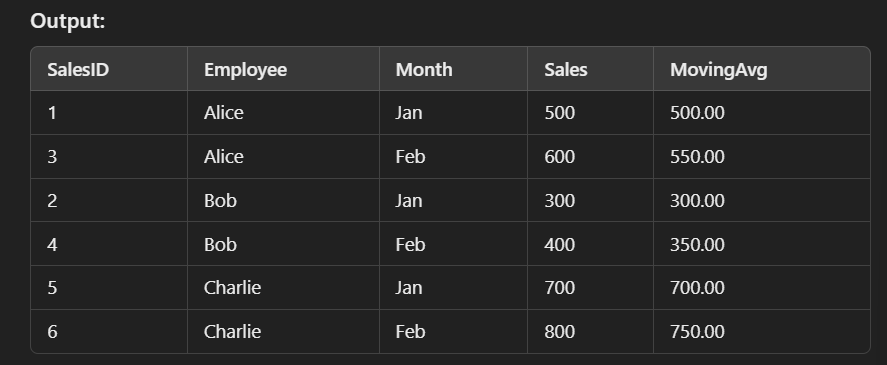 Output:
SalesID Employee Month Sales MovingAvg
1 Alice Jan 500 500.00
3 Alice Feb 600 550.00
2 Bob Jan 300 300.00
4 Bob Feb 400 350.00
5 Charlie Jan 700 700.00
6 Charlie Feb 800 750.00